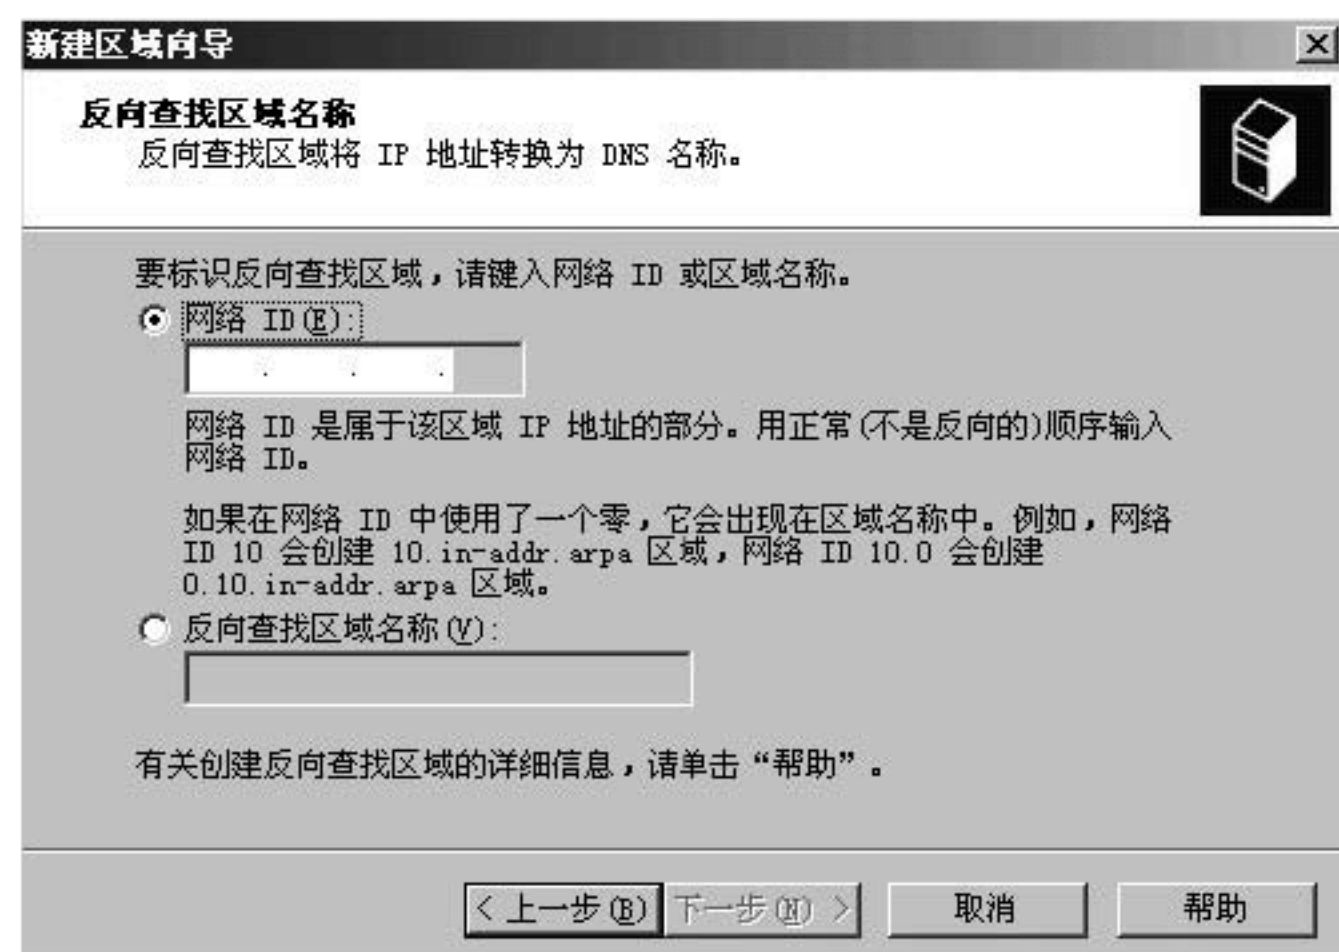 新建区域向导
反向查找区域名称
反向查找区域将 IP 地址转换为 DNS 名称。
要标识反向查找区域，请键入网络 ID 或区域名称。
网络 ID(E):
. . .
网络 ID 是属于该区域 IP 地址的部分。用正常(不是反向的)顺序输入
网络 ID。
如果在网络 ID 中使用了一个零，它会出现在区域名称中。例如，网络
ID 10 会创建 10.in-addr.arpa 区域，网络 ID 10.0 会创建
0.10.in-addr.arpa 区域。
反向查找区域名称(V):
有关创建反向查找区域的详细信息，请单击“帮助”。
< 上一步(B) 下一步(N) > 取消 帮助